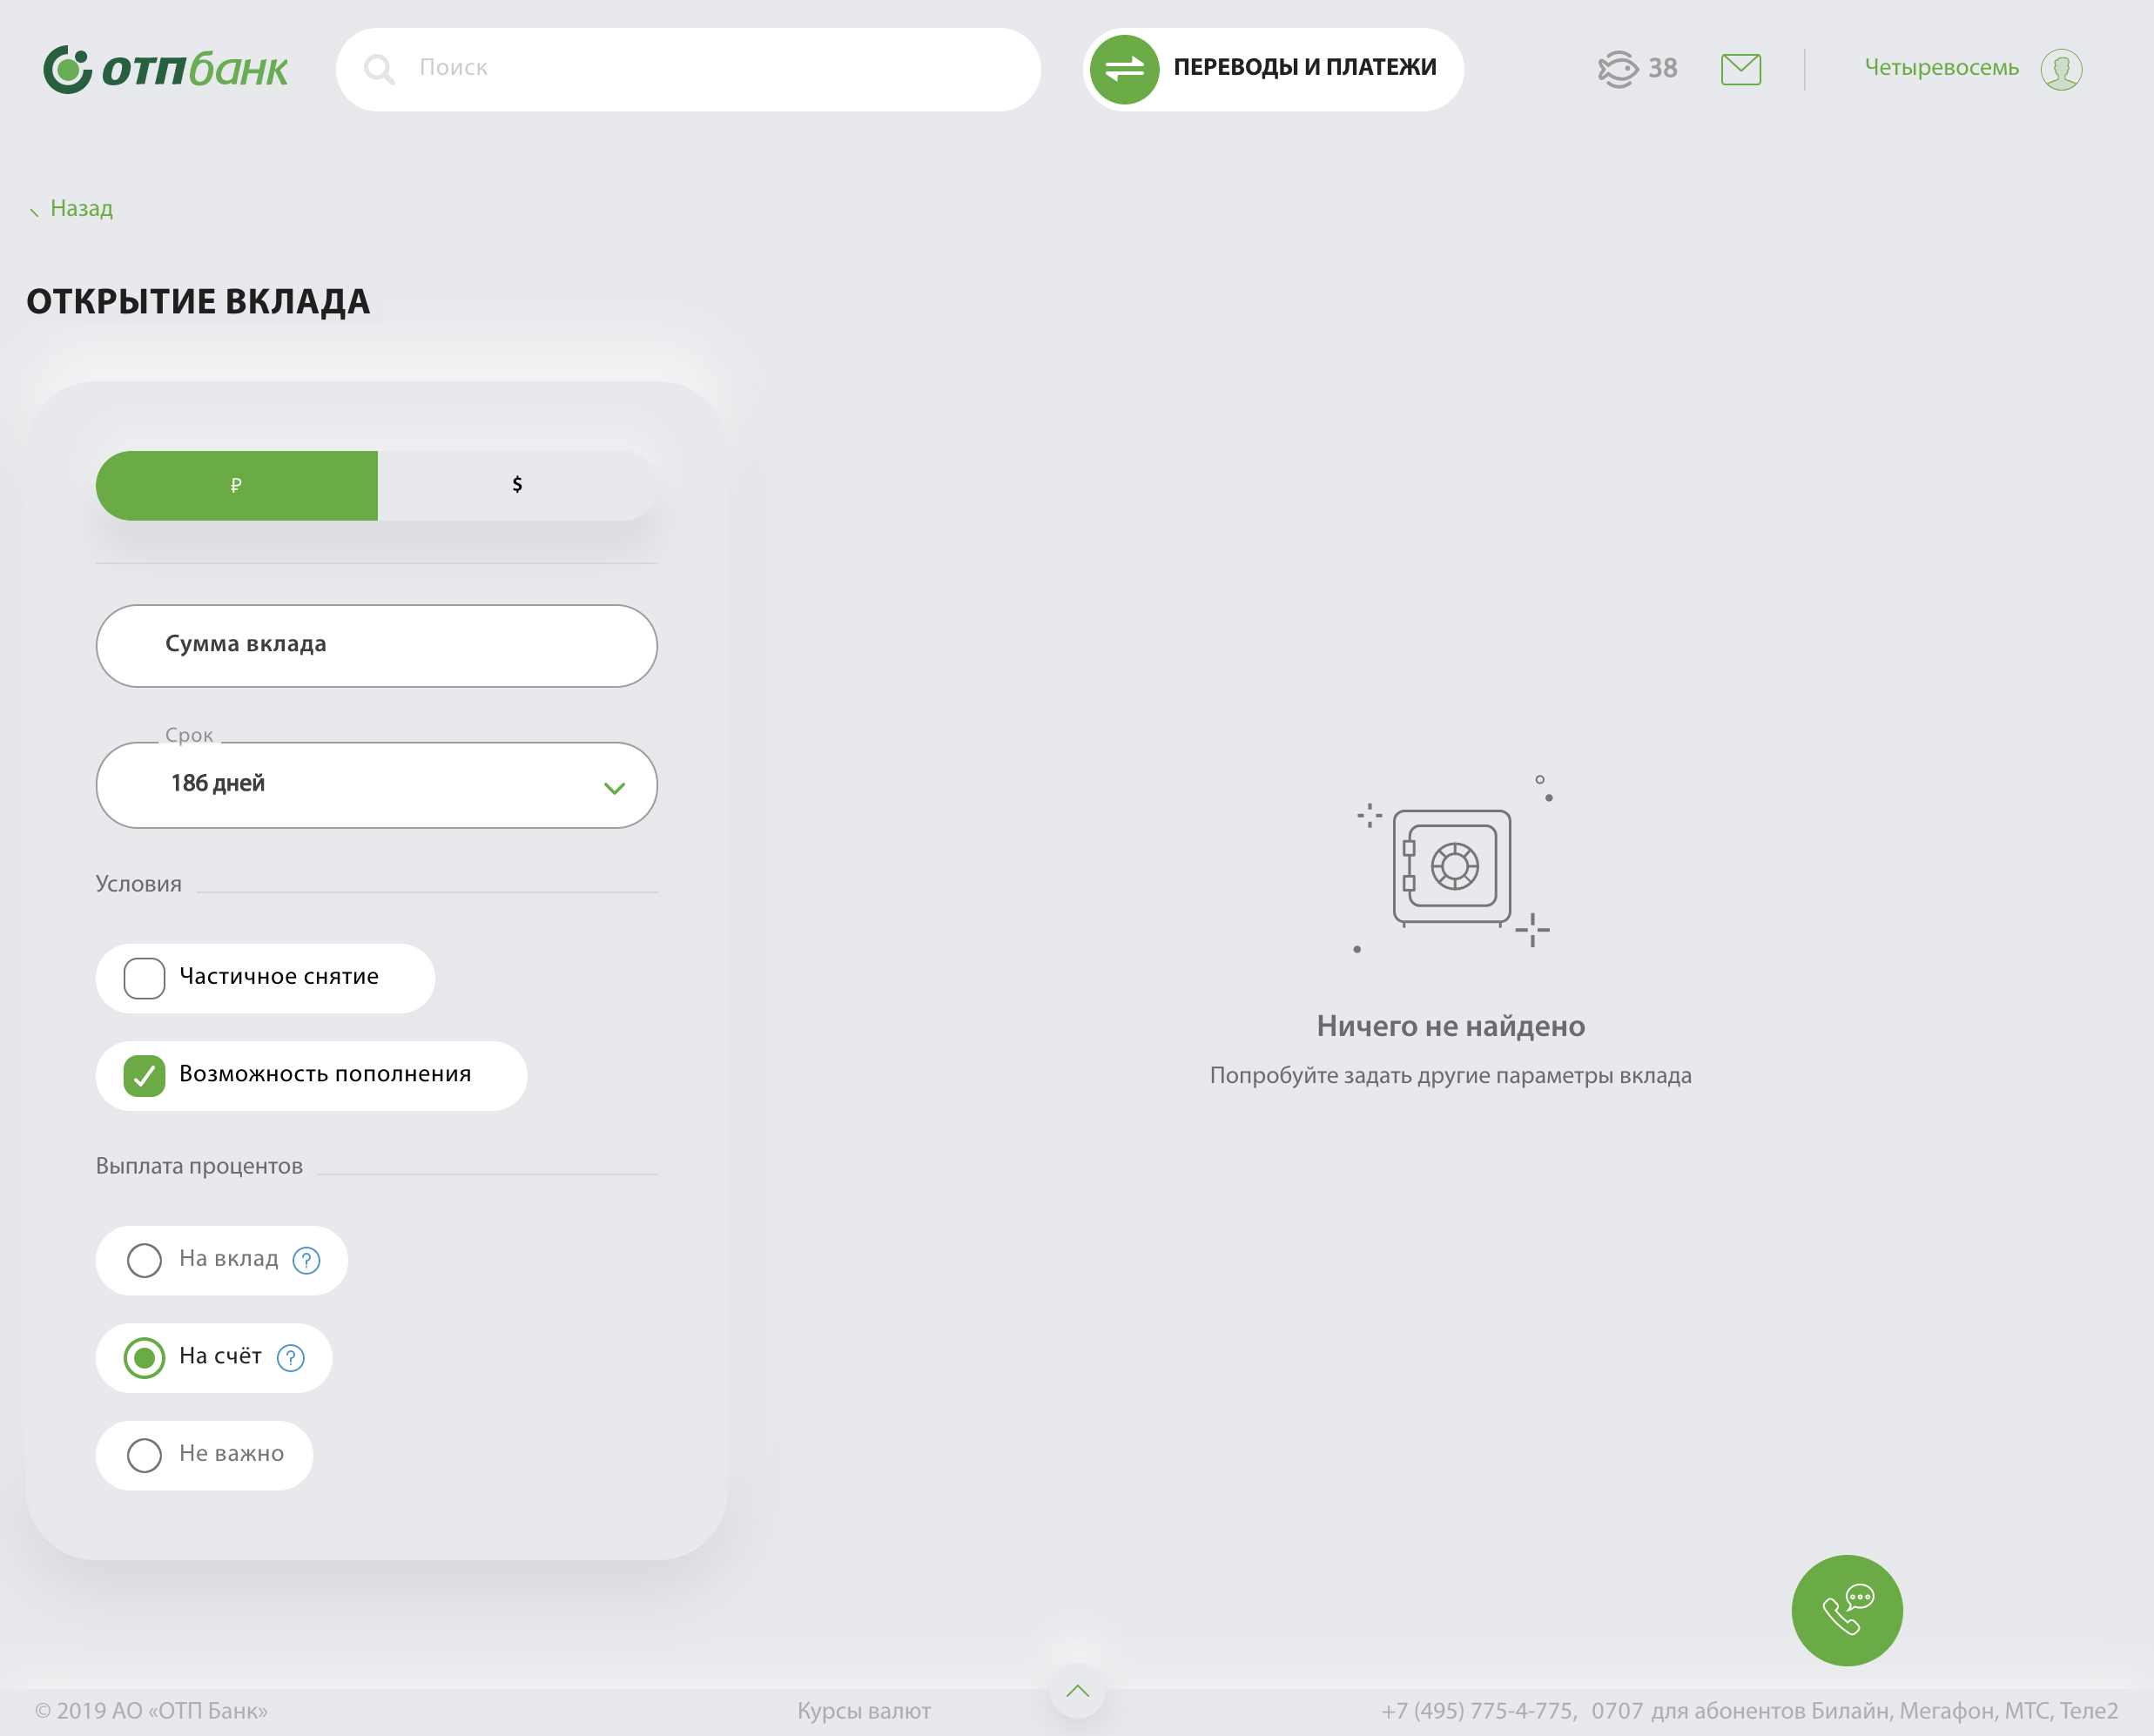 отпбанк
Поиск
ПЕРЕВОДЫ И ПЛАТЕЖИ
38
Четыревосемь
Назад
ОТКРЫТИЕ ВКЛАДА
₽
$
Сумма вклада
Срок
186 дней
Условия
Частичное снятие
Возможность пополнения
Выплата процентов
На вклад ?
На счёт ?
Не важно
Ничего не найдено
Попробуйте задать другие параметры вклада
© 2019 АО «ОТП Банк»
Курсы валют
+7 (495) 775-4-775, 0707 для абонентов Билайн, Мегафон, МТС, Теле2